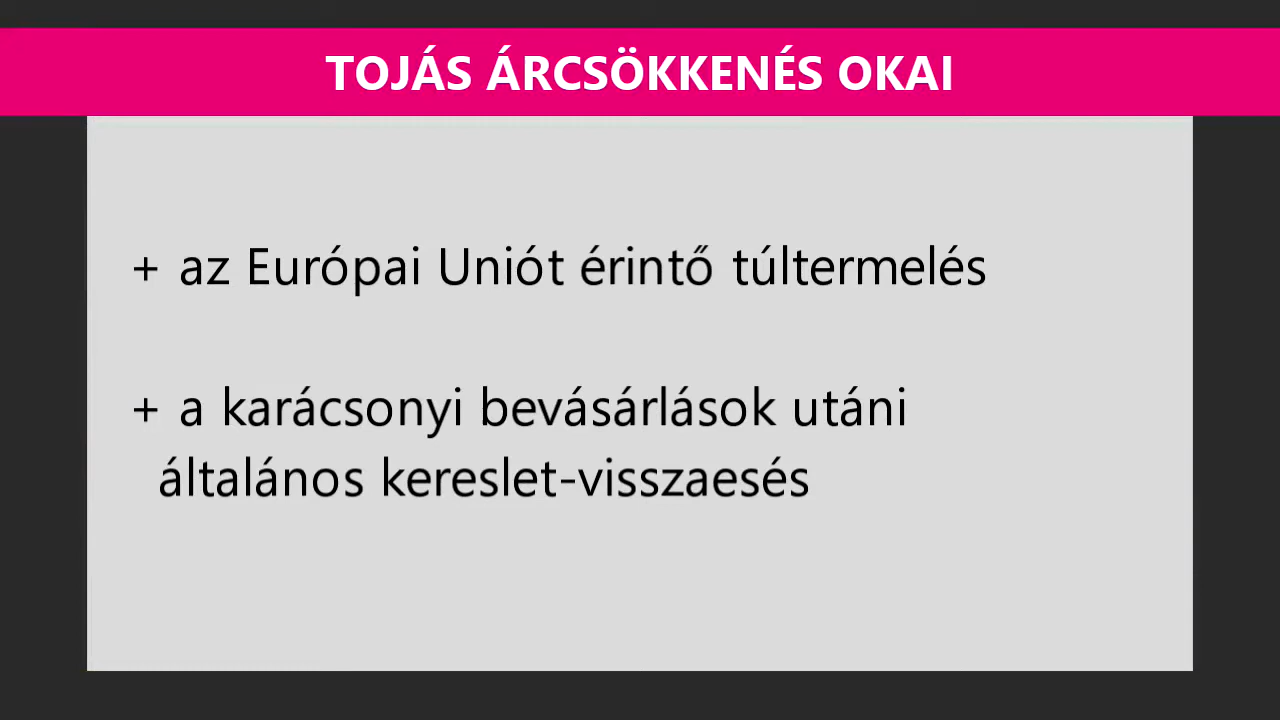 TOJÁS ÁRCSÖKKENÉS OKAI
+ az Európai Uniót érintő túltermelés
+ a karácsonyi bevásárlások utáni
általános kereslet-visszaesés